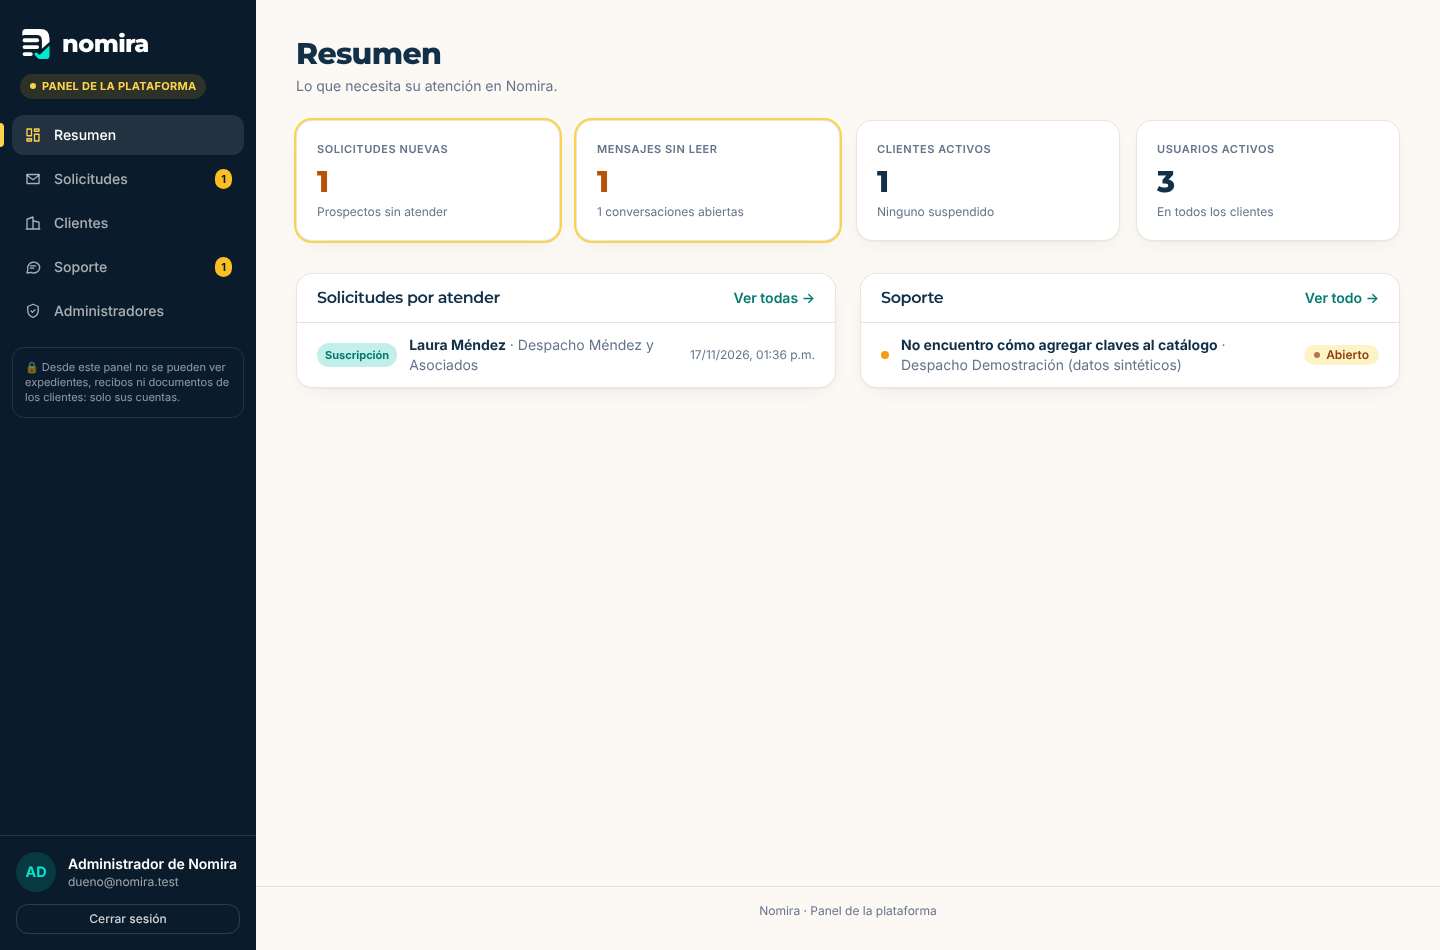 nomira
PANEL DE LA PLATAFORMA
Resumen
Solicitudes 1
Clientes
Soporte 1
Administradores
🔒 Desde este panel no se pueden ver
expedientes, recibos ni documentos de
los clientes: solo sus cuentas.
AD
Administrador de Nomira
dueno@nomira.test
Cerrar sesión
Resumen
Lo que necesita su atención en Nomira.
SOLICITUDES NUEVAS
1
Prospectos sin atender
MENSAJES SIN LEER
1
1 conversaciones abiertas
CLIENTES ACTIVOS
1
Ninguno suspendido
USUARIOS ACTIVOS
3
En todos los clientes
Solicitudes por atender
Ver todas →
Suscripción
Laura Méndez · Despacho Méndez y
Asociados
17/11/2026, 01:36 p.m.
Soporte
Ver todo →
No encuentro cómo agregar claves al catálogo ·
Despacho Demostración (datos sintéticos)
Abierto
Nomira · Panel de la plataforma